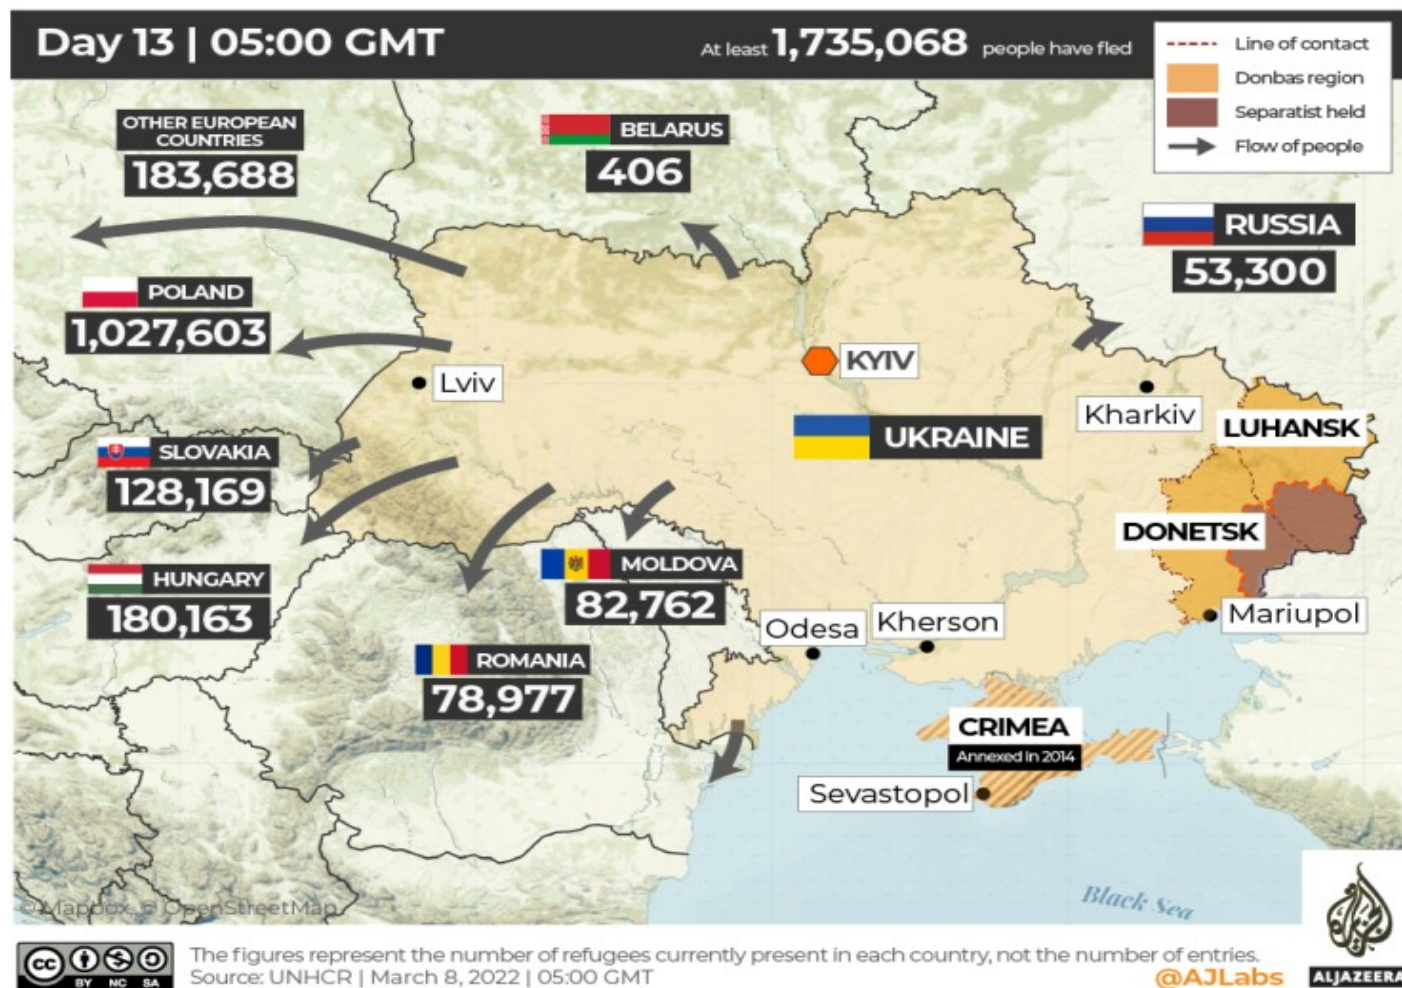 Day 13 | 05:00 GMT
At least 1,735,068 people have fled
Line of contact
Donbas region
Separatist held
Flow of people
OTHER EUROPEAN
COUNTRIES
183,688
BELARUS
406
RUSSIA
53,300
POLAND
1,027,603
Lviv
KYIV
Kharkiv
UKRAINE
LUHANSK
SLOVAKIA
128,169
DONETSK
HUNGARY
180,163
MOLDOVA
82,762
Mariupol
Odesa
Kherson
ROMANIA
78,977
CRIMEA
Annexed in 2014
Sevastopol
Black Sea
© Mapbox, © OpenStreetMap
The figures represent the number of refugees currently present in each country, not the number of entries.
Source: UNHCR | March 8, 2022 | 05:00 GMT
@AJLabs
ALJAZEERA
cc
BY NC SA